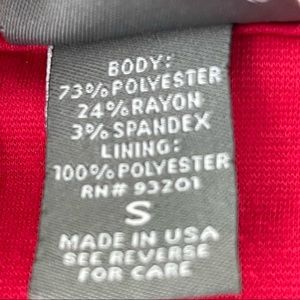 BODY:
73% POLYESTER
24% RAYON
3% SPANDEX
LINING:
100% POLYESTER
RN# 93201
S
MADE IN USA
SEE REVERSE
FOR CARE